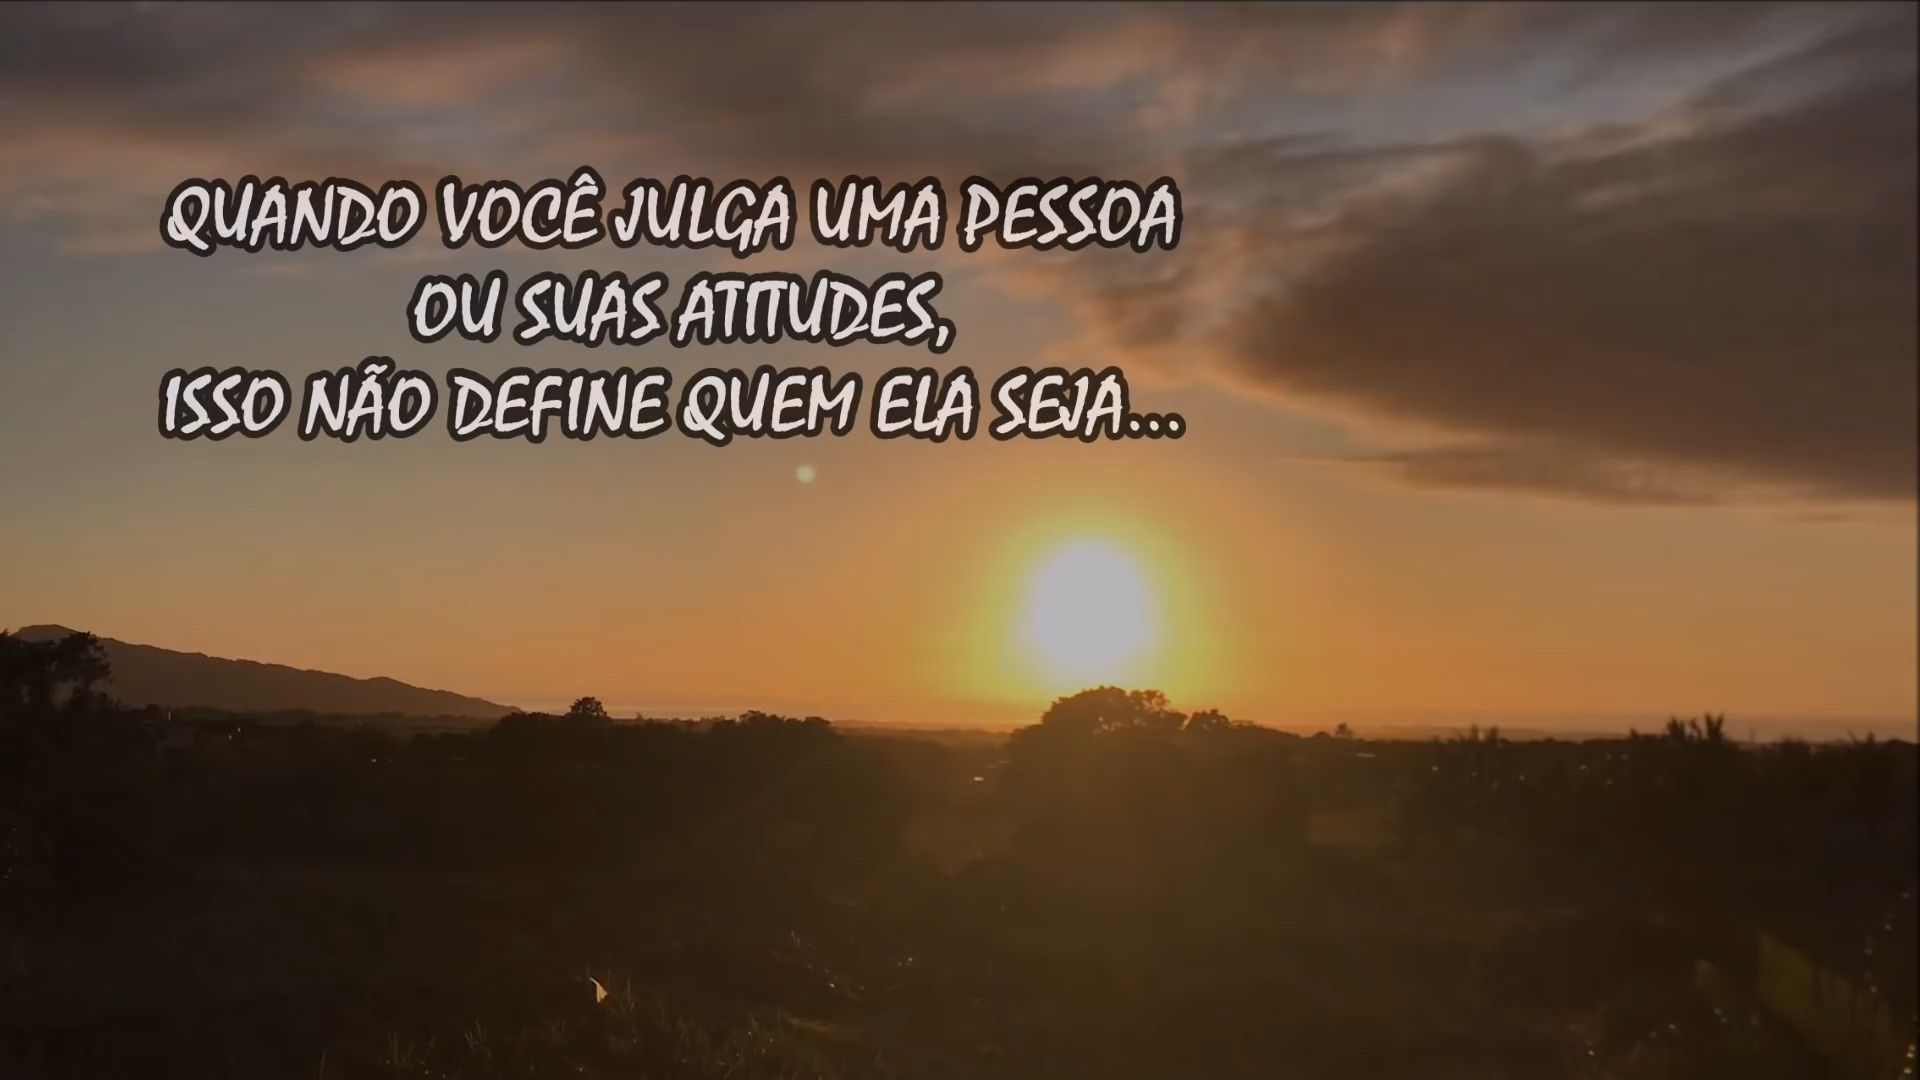 QUANDO VOCÊ JULGA UMA PESSOA
OU SUAS ATITUDES,
ISSO NÃO DEFINE QUEM ELA SEJA...